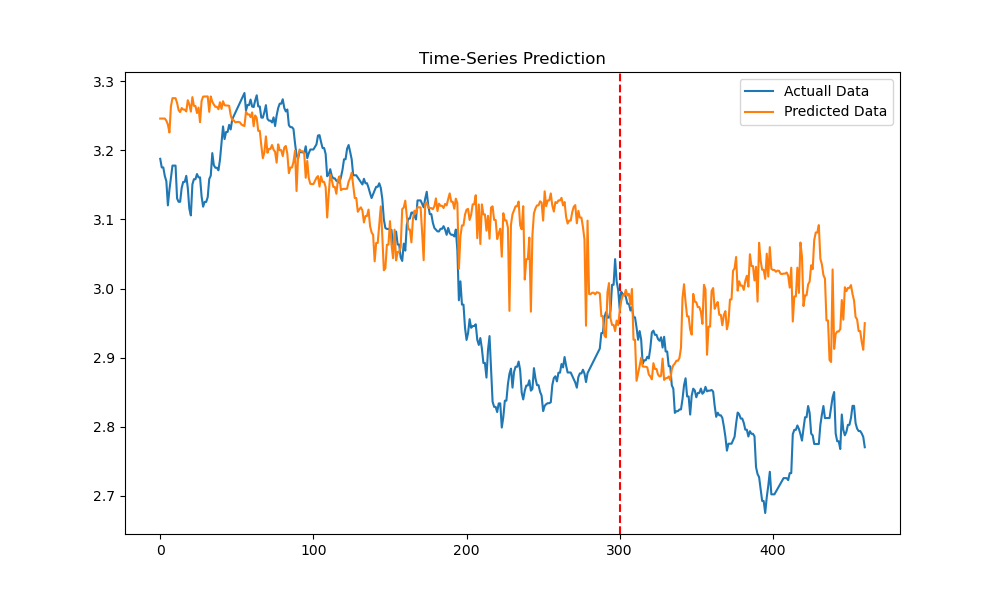 Time-Series Prediction
Actuall Data
Predicted Data
3.3
3.2
3.1
3.0
2.9
2.8
2.7
0 100 200 300 400